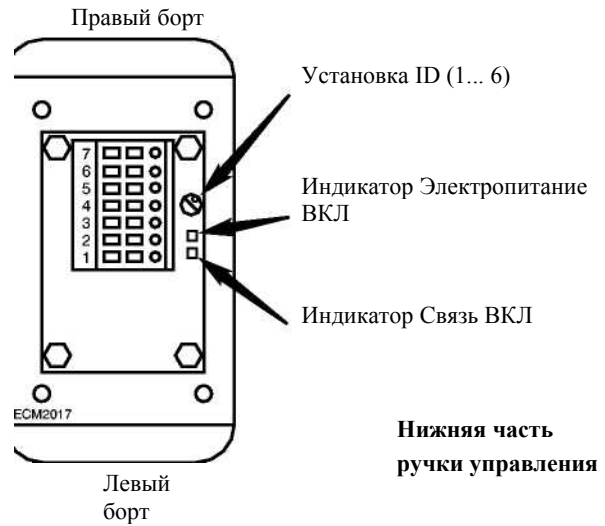 Правый борт
Установка ID (1... 6)
7
6
5
4
3
2
1
Индикатор Электропитание
ВКЛ
Индикатор Связь ВКЛ
ECM2017
Нижняя часть
ручки управления
Левый
борт